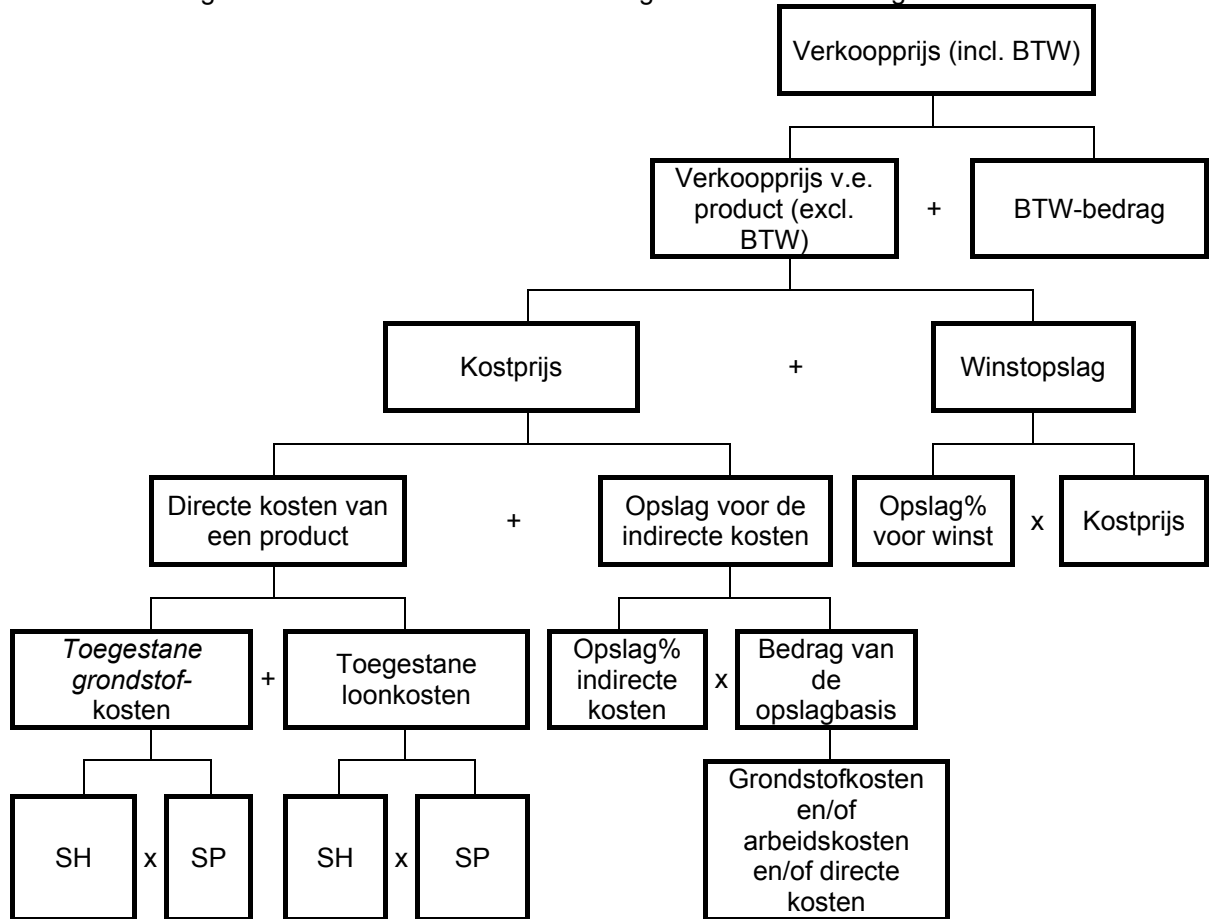 Verkoopprijs (incl. BTW)
Verkoopprijs v.e.
product (excl.
BTW)
+
BTW-bedrag
Kostprijs
+
Winstopslag
Directe kosten van
een product
+
Opslag voor de
indirecte kosten
Opslag%
voor winst
x
Kostprijs
Toegestane
grondstof-
kosten
+
Toegestane
loonkosten
Opslag%
indirecte
kosten
x
Bedrag van
de
opslagbasis
SH
x
SP
SH
x
SP
Grondstofkosten
en/of
arbeidskosten
en/of directe
kosten